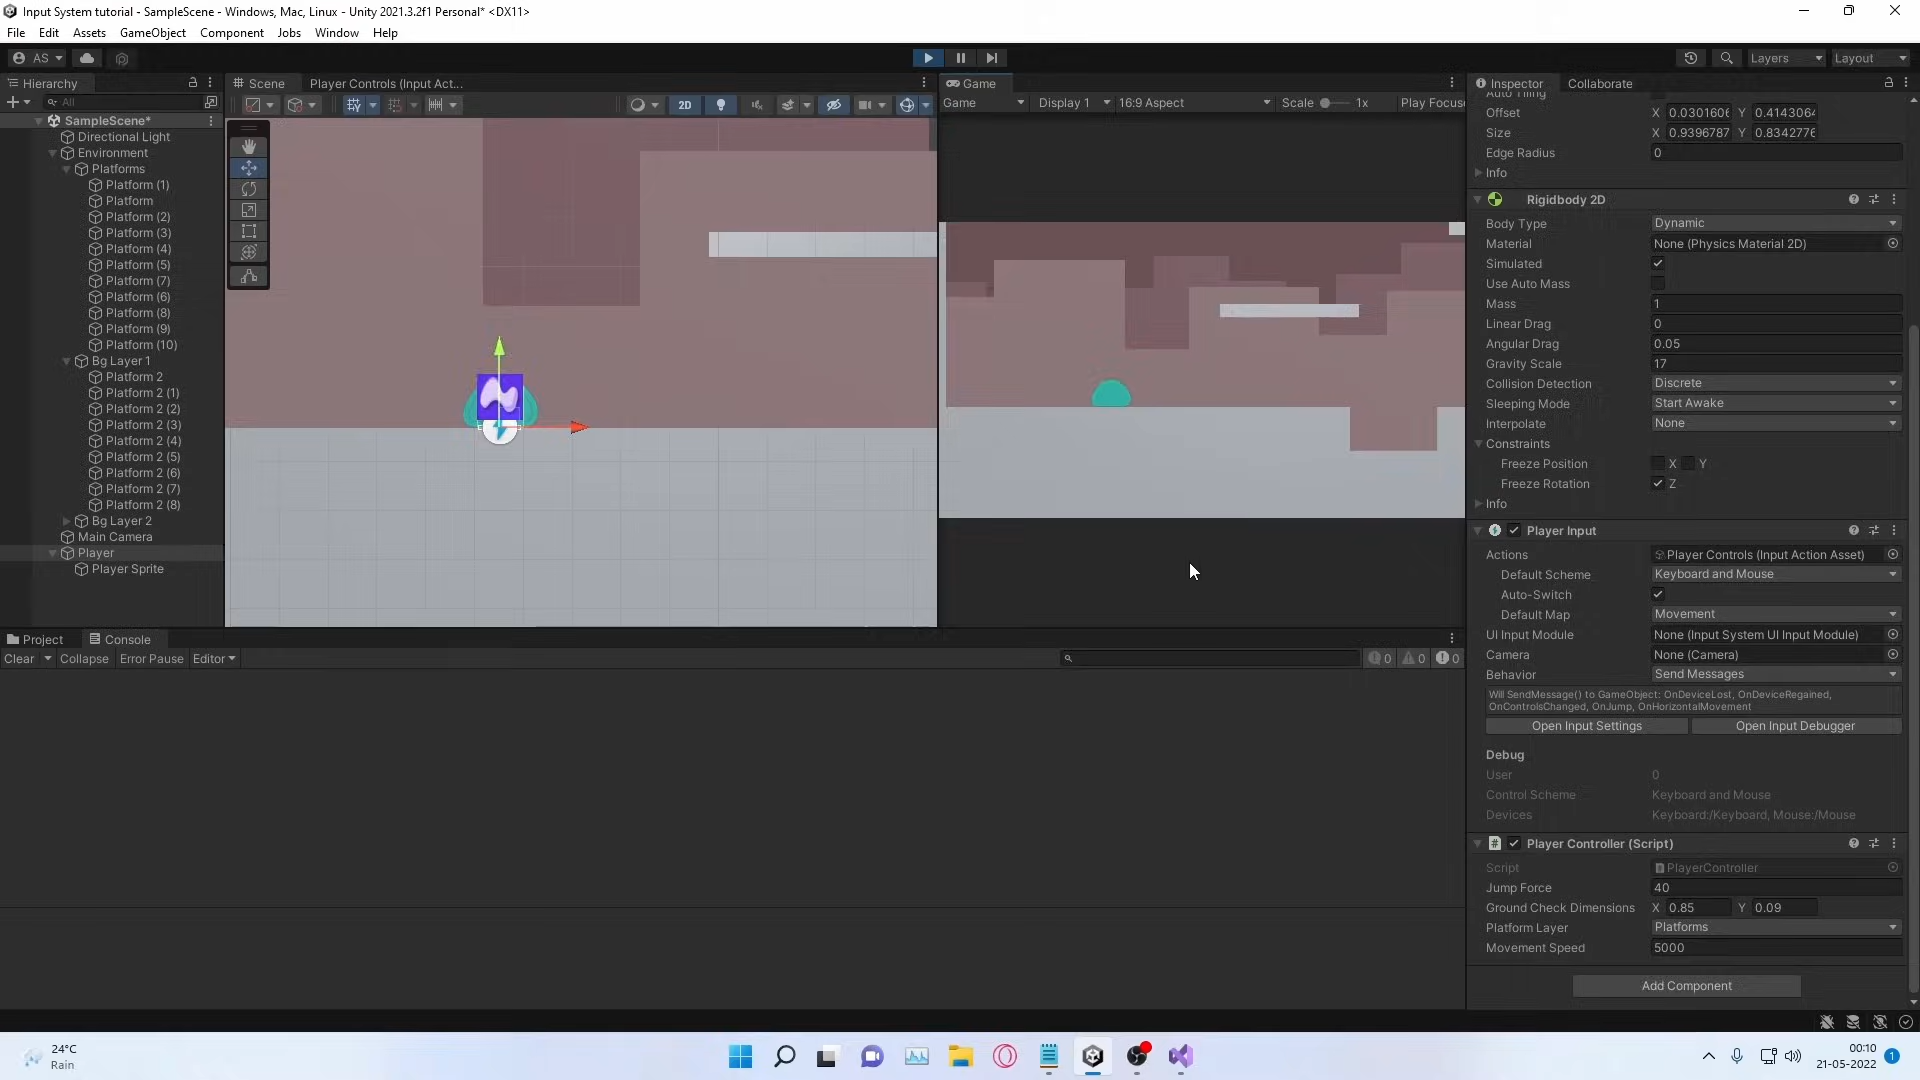 Input System tutorial - SampleScene - Windows, Mac, Linux - Unity 2021.3.2f1 Personal* <DX11>
File Edit Assets GameObject Component Jobs Window Help
AS Layers Layout
Hierarchy Scene Player Controls (Input Act... Game Inspector Collaborate
All 2D Game Display 1 16:9 Aspect Scale 1x Play Focus
SampleScene*
Directional Light
Environment
Platforms
Platform (1)
Platform
Platform (2)
Platform (3)
Platform (4)
Platform (5)
Platform (7)
Platform (6)
Platform (8)
Platform (9)
Platform (10)
Bg Layer 1
Platform 2
Platform 2 (1)
Platform 2 (2)
Platform 2 (3)
Platform 2 (4)
Platform 2 (5)
Platform 2 (6)
Platform 2 (7)
Platform 2 (8)
Bg Layer 2
Main Camera
Player
Player Sprite
Project Console
Clear Collapse Error Pause Editor 0 0 0
Auto Tiling
Offset X 0.0301606 Y 0.4143064
Size X 0.9396787 Y 0.8342776
Edge Radius 0
Info
Rigidbody 2D
Body Type Dynamic
Material None (Physics Material 2D)
Simulated
Use Auto Mass
Mass 1
Linear Drag 0
Angular Drag 0.05
Gravity Scale 17
Collision Detection Discrete
Sleeping Mode Start Awake
Interpolate None
Constraints
Freeze Position X Y
Freeze Rotation Z
Info
Player Input
Actions Player Controls (Input Action Asset)
Default Scheme Keyboard and Mouse
Auto-Switch
Default Map Movement
UI Input Module None (Input System UI Input Module)
Camera None (Camera)
Behavior Send Messages
Will SendMessage() to GameObject: OnDeviceLost, OnDeviceRegained,
OnControlsChanged, OnJump, OnHorizontalMovement
Open Input Settings Open Input Debugger
Debug
User 0
Control Scheme Keyboard and Mouse
Devices Keyboard:/Keyboard, Mouse:/Mouse
Player Controller (Script)
Script PlayerController
Jump Force 40
Ground Check Dimensions X 0.85 Y 0.09
Platform Layer Platforms
Movement Speed 5000
Add Component
24°C
Rain
00:10
21-05-2022
1